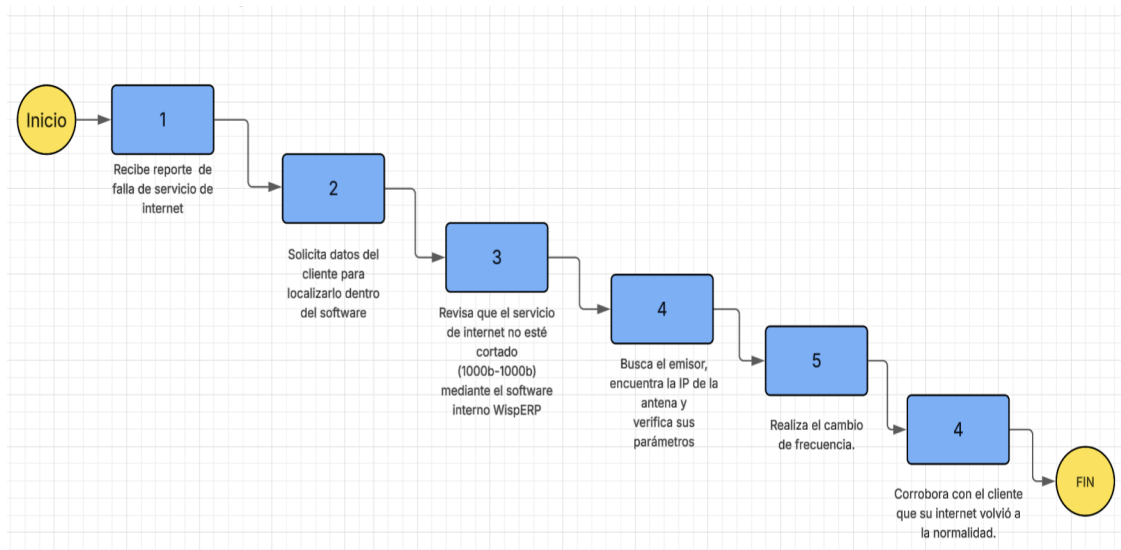 Inicio
1
Recibe reporte de
falla de servicio de
internet
2
Solicita datos del
cliente para
localizarlo dentro
del software
3
Revisa que el servicio
de internet no esté
cortado
(1000b-1000b)
mediante el software
interno WispERP
4
Busca el emisor,
encuentra la IP de la
antena y
verifica sus
parámetros
5
Realiza el cambio
de frecuencia.
4
Corrobora con el cliente
que su internet volvió a
la normalidad.
FIN